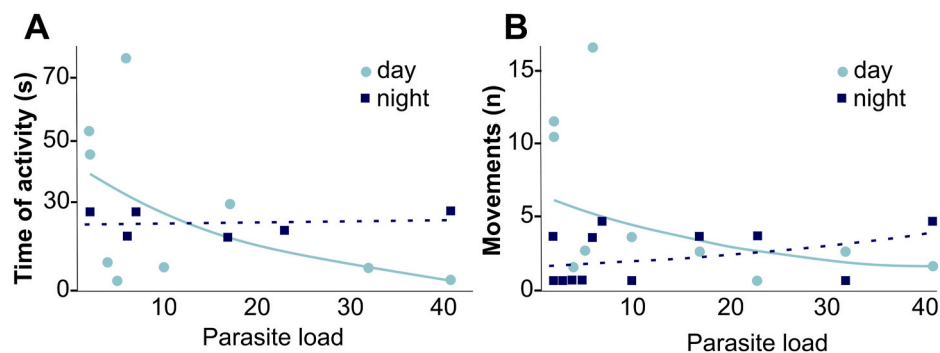 A
Time of activity (s)
70
50
30
0
10
20
30
40
Parasite load
day
night
B
Movements (n)
15
10
5
0
10
20
30
40
Parasite load
day
night